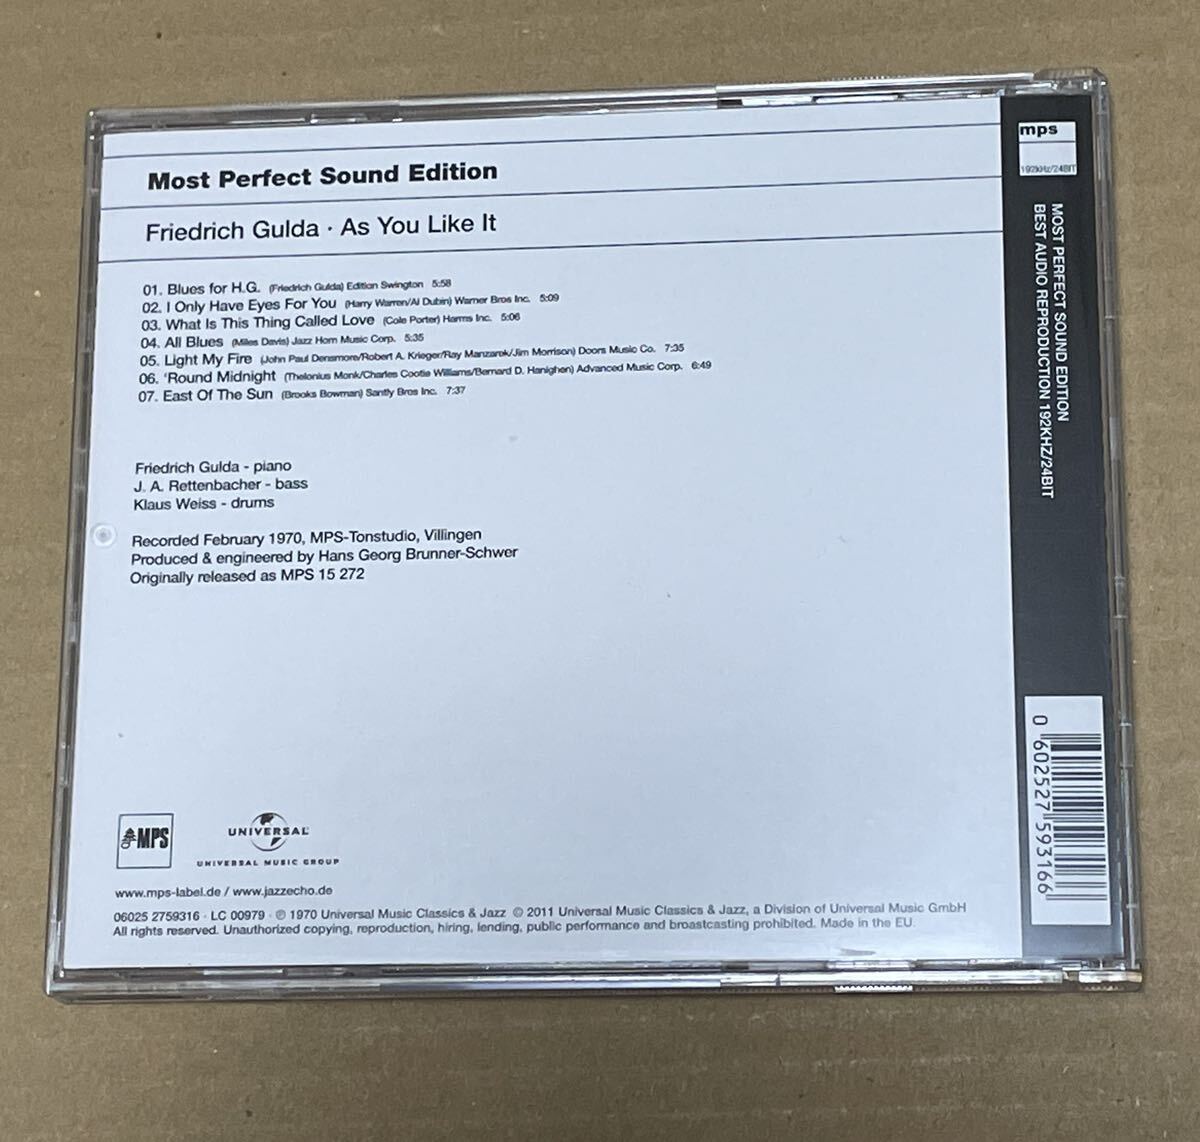 Most Perfect Sound Edition
Friedrich Gulda · As You Like It
01. Blues for H.G. (Friedrich Gulda) Edition Swington 5:58
02. I Only Have Eyes For You (Harry Warren/Al Dubin) Warner Bros Inc. 5:09
03. What Is This Thing Called Love (Cole Porter) Harms Inc. 5:06
04. All Blues (Miles Davis) Jazz Horn Music Corp. 5:35
05. Light My Fire (John Paul Densmore/Robert A. Krieger/Ray Manzarek/Jim Morrison) Doors Music Co. 7:35
06. 'Round Midnight (Thelonius Monk/Charles Cootie Williams/Bernard D. Hanighen) Advanced Music Corp. 6:49
07. East Of The Sun (Brooks Bowman) Santly Bros Inc. 7:37
Friedrich Gulda - piano
J. A. Rettenbacher - bass
Klaus Weiss - drums
Recorded February 1970, MPS-Tonstudio, Villingen
Produced & engineered by Hans Georg Brunner-Schwer
Originally released as MPS 15 272
MPS
UNIVERSAL
UNIVERSAL MUSIC GROUP
www.mps-label.de / www.jazzecho.de
06025 2759316 · LC 00979 · ℗ 1970 Universal Music Classics & Jazz © 2011 Universal Music Classics & Jazz, a Division of Universal Music GmbH
All rights reserved. Unauthorized copying, reproduction, hiring, lending, public performance and broastcasting prohibited. Made in the EU.
mps
192kHz/24BIT
MOST PERFECT SOUND EDITION
BEST AUDIO REPRODUCTION 192KHZ/24BIT
0 602527 593166